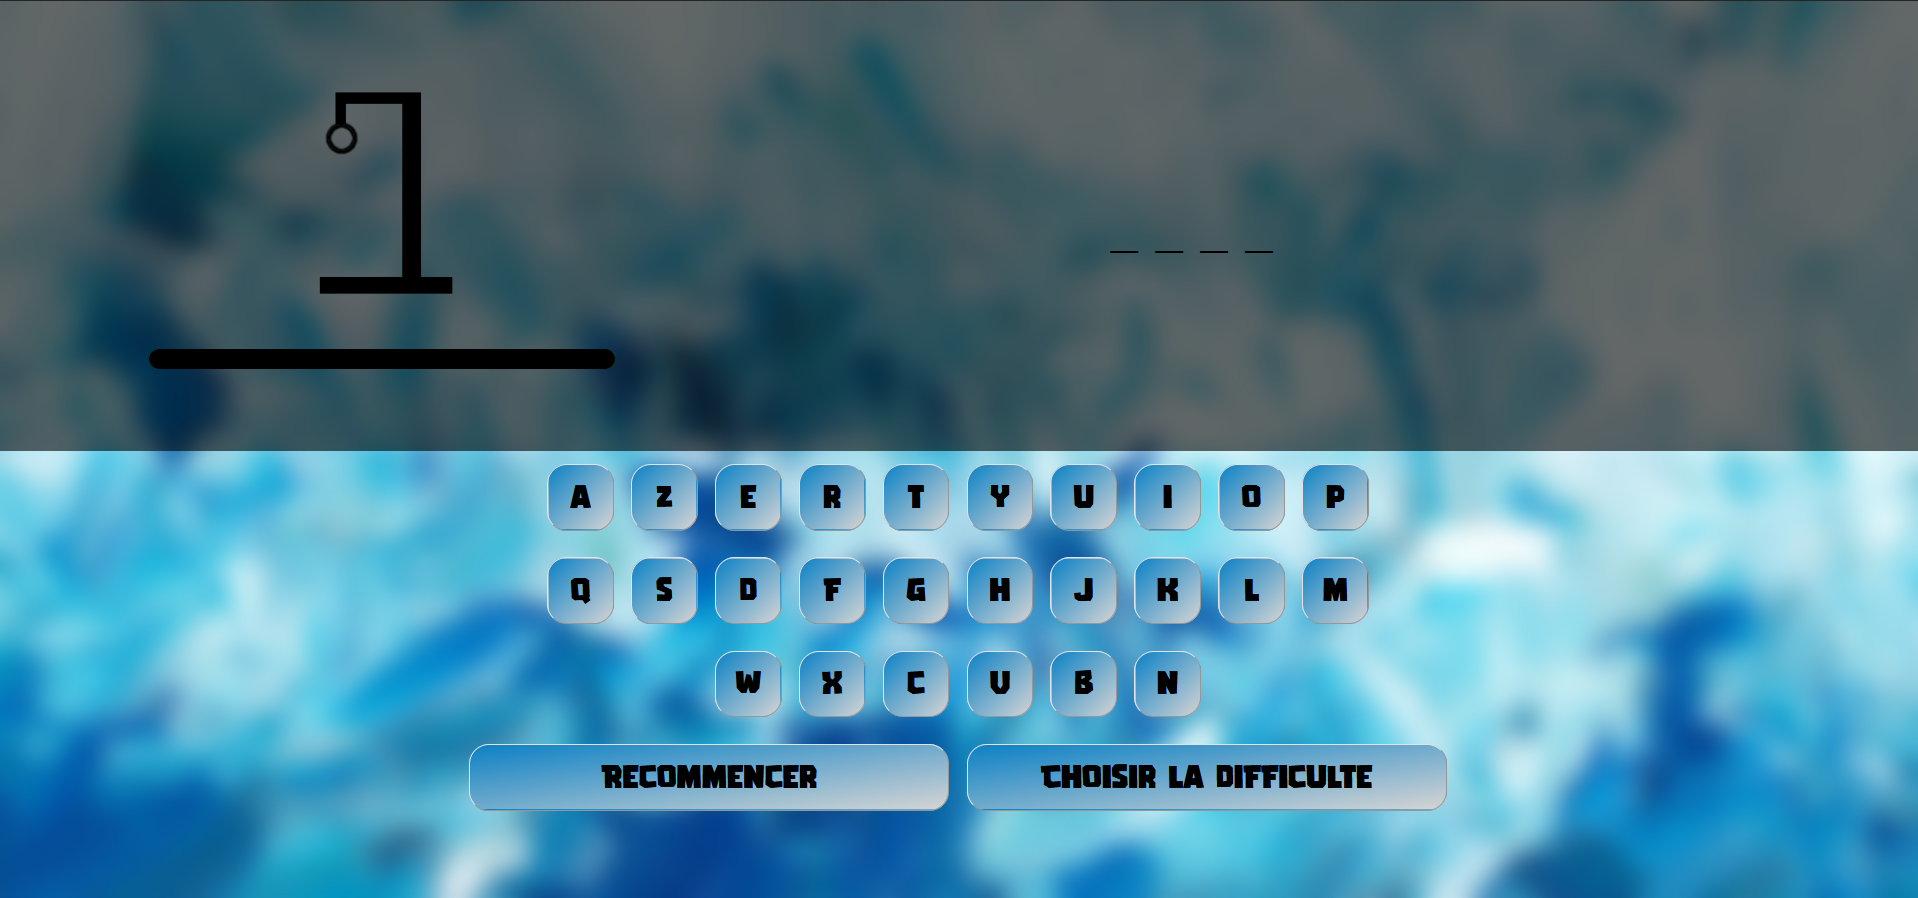 _ _ _ _
A Z E R T Y U I O P
Q S D F G H J K L M
W X C V B N
RECOMMENCER CHOISIR LA DIFFICULTE